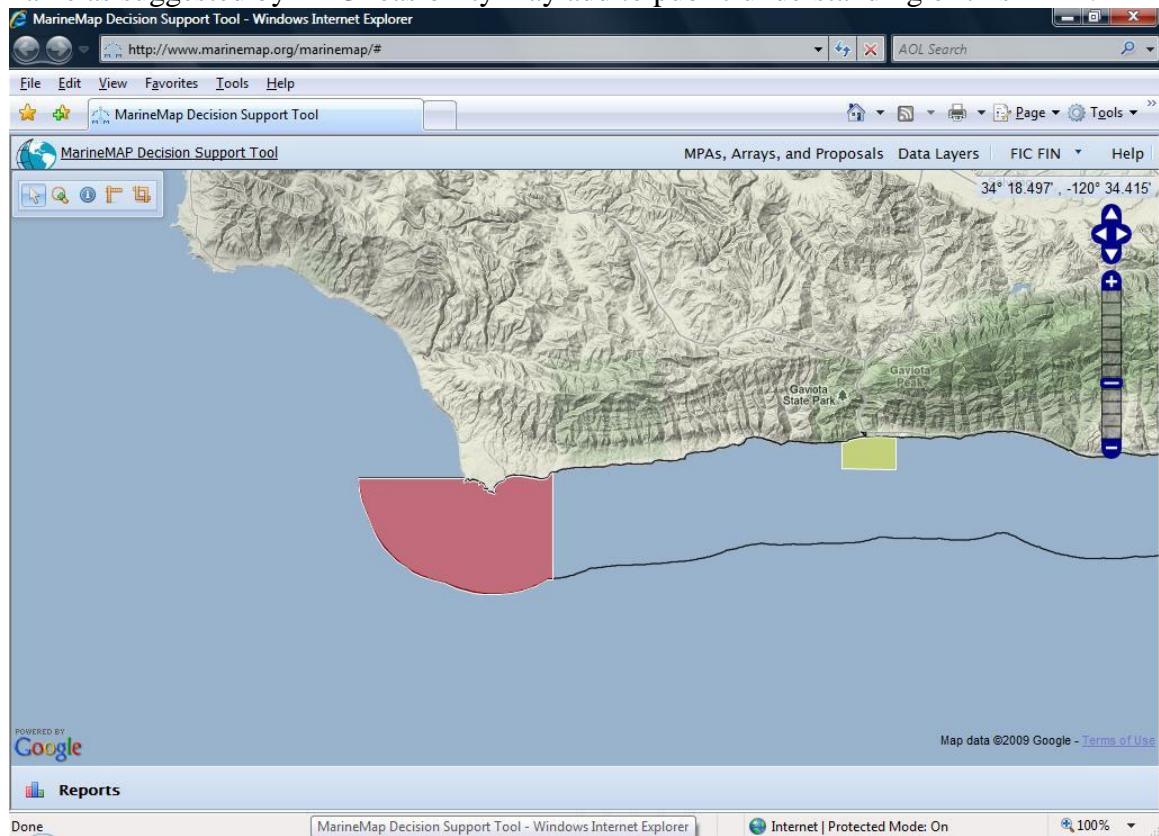 MarineMap Decision Support Tool - Windows Internet Explorer
http://www.marinemap.org/marinemap/#
AOL Search
File Edit View Favorites Tools Help
MarineMap Decision Support Tool
Page Tools
MarineMAP Decision Support Tool
MPAs, Arrays, and Proposals Data Layers FIC FIN Help
34° 18.497' , -120° 34.415'
Gaviota
Peak
Gaviota
State Park
POWERED BY
Google
Map data ©2009 Google - Terms of Use
Reports
Done
MarineMap Decision Support Tool - Windows Internet Explorer
Internet | Protected Mode: On
100%